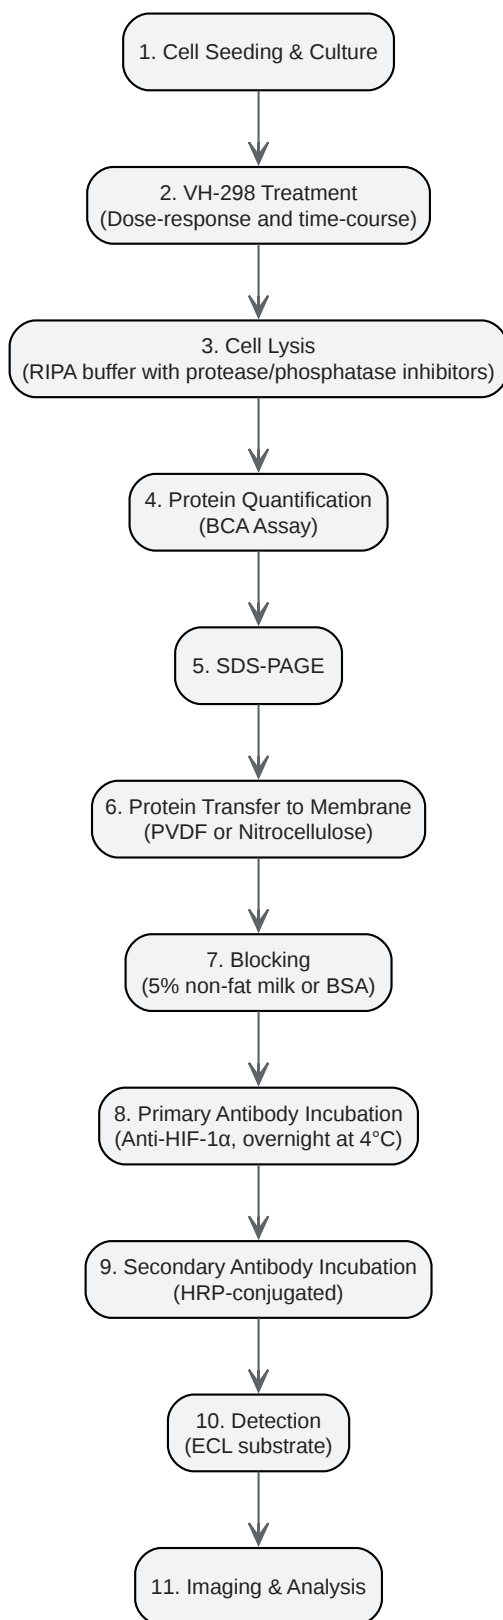 1. Cell Seeding & Culture
2. VH-298 Treatment
(Dose-response and time-course)
3. Cell Lysis
(RIPA buffer with protease/phosphatase inhibitors)
4. Protein Quantification
(BCA Assay)
5. SDS-PAGE
6. Protein Transfer to Membrane
(PVDF or Nitrocellulose)
7. Blocking
(5% non-fat milk or BSA)
8. Primary Antibody Incubation
(Anti-HIF-1α, overnight at 4°C)
9. Secondary Antibody Incubation
(HRP-conjugated)
10. Detection
(ECL substrate)
11. Imaging & Analysis